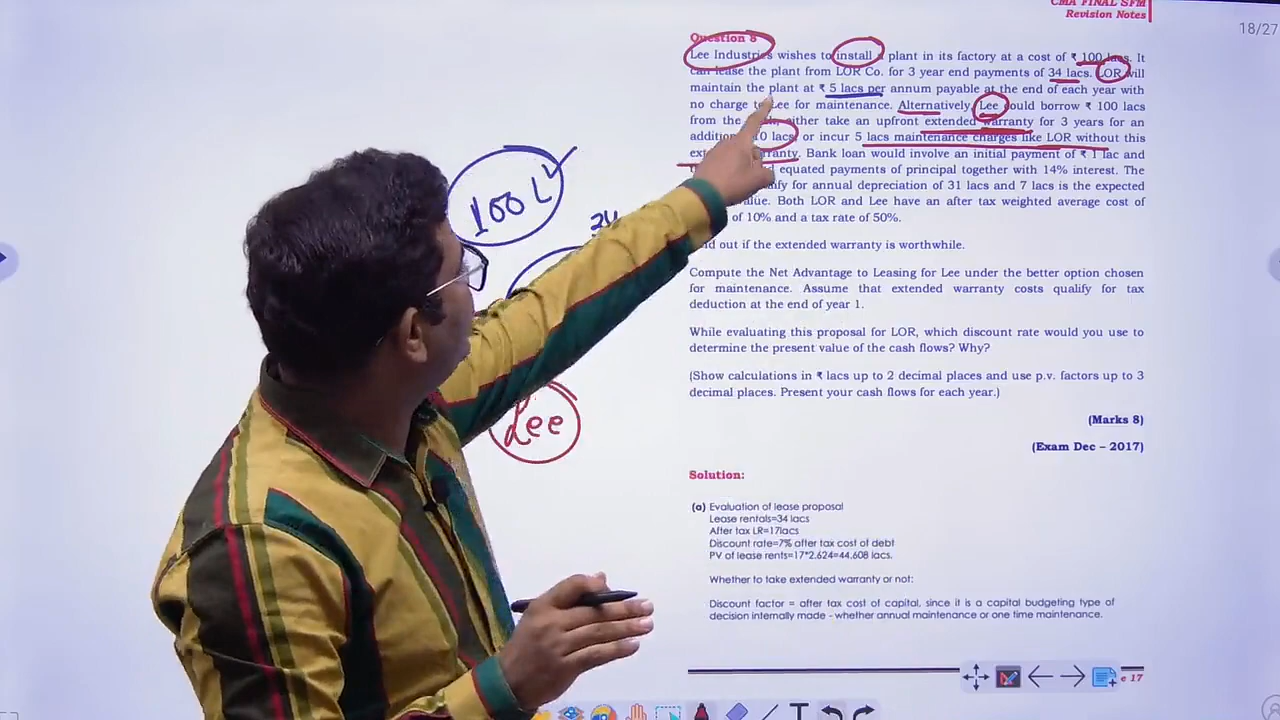 CMA FINAL SFM
Revision Notes
18/27
Question 8
Lee Industries wishes to install a plant in its factory at a cost of ₹ 100 lacs. It
can lease the plant from LOR Co. for 3 year end payments of 34 lacs. LOR will
maintain the plant at ₹ 5 lacs per annum payable at the end of each year with
no charge to Lee for maintenance. Alternatively, Lee could borrow ₹ 100 lacs
from the either take an upfront extended warranty for 3 years for an
10 lacs, or incur 5 lacs maintenance charges like LOR without this
Bank loan would involve an initial payment of ₹ 1 lac and
equated payments of principal together with 14% interest. The
for annual depreciation of 31 lacs and 7 lacs is the expected
Both LOR and Lee have an after tax weighted average cost of
of 10% and a tax rate of 50%.
out if the extended warranty is worthwhile.
Compute the Net Advantage to Leasing for Lee under the better option chosen
for maintenance. Assume that extended warranty costs qualify for tax
deduction at the end of year 1.
While evaluating this proposal for LOR, which discount rate would you use to
determine the present value of the cash flows? Why?
(Show calculations in ₹ lacs up to 2 decimal places and use p.v. factors up to 3
decimal places. Present your cash flows for each year.)
(Marks 8)
(Exam Dec – 2017)
100 L
Lee
Solution:
(a) Evaluation of lease proposal
Lease rentals=34 lacs
After tax LR=17lacs
Discount rate=7% after tax cost of debt
PV of lease rents=17*2.624=44.608 lacs.
Whether to take extended warranty or not:
Discount factor = after tax cost of capital, since it is a capital budgeting type of
decision internally made - whether annual maintenance or one time maintenance.
e 17